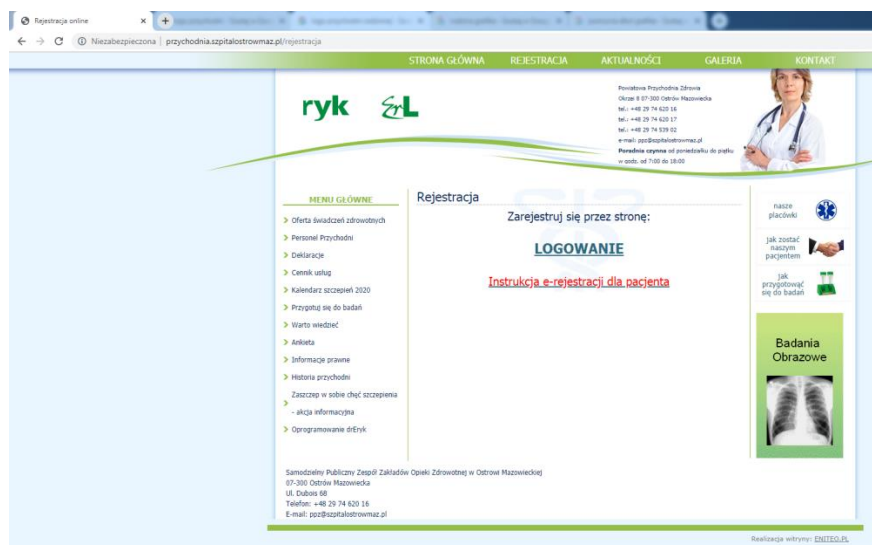 Rejestracja online
Niezabezpieczona | przychodnia.szpitalostrowmaz.pl/rejestracja
STRONA GŁÓWNA REJESTRACJA AKTUALNOŚCI GALERIA KONTAKT
ryk ErL
Powiatowa Przychodnia Zdrowia
Okrzei 8 07-300 Ostrów Mazowiecka
tel.: +48 29 74 620 16
tel.: +48 29 74 620 17
tel.: +48 29 74 539 02
e-mail: ppz@szpitalostrowmaz.pl
Poradnia czynna od poniedziałku do piątku
w godz. od 7:00 do 18:00
MENU GŁÓWNE
Oferta świadczeń zdrowotnych
Personel Przychodni
Deklaracje
Cennik usług
Kalendarz szczepień 2020
Przygotuj się do badań
Warto wiedzieć
Ankieta
Informacje prawne
Historia przychodni
Zaszczep w sobie chęć szczepienia
- akcja informacyjna
Oprogramowanie drEryk
Rejestracja
Zarejestruj się przez stronę:
LOGOWANIE
Instrukcja e-rejestracji dla pacjenta
nasze
placówki
jak zostać
naszym
pacjentem
jak
przygotować
się do badań
Badania
Obrazowe
Samodzielny Publiczny Zespół Zakładów Opieki Zdrowotnej w Ostrowi Mazowieckiej
07-300 Ostrów Mazowiecka
Ul. Dubois 68
Telefon: +48 29 74 620 16
E-mail: ppz@szpitalostrowmaz.pl
Realizacja witryny: ENITEO.PL